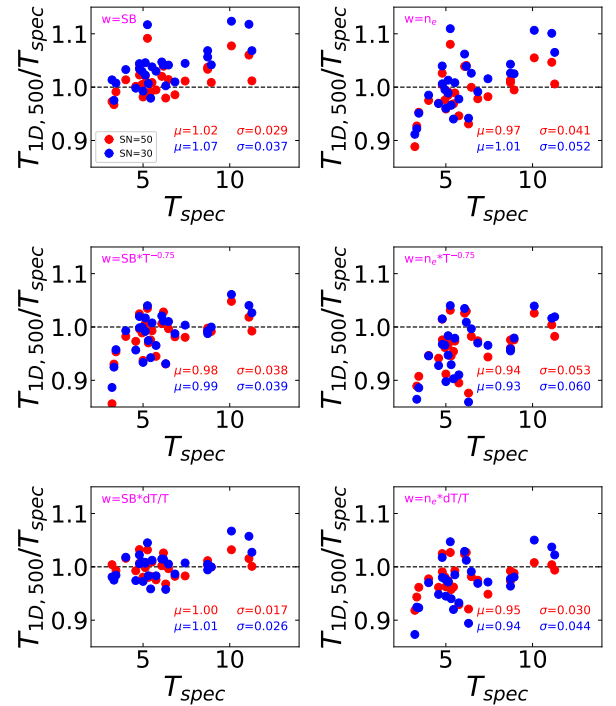 w=SB
1.1
1.0
0.9
T1D, 500/Tspec
SN=50
SN=30
μ=1.02 σ=0.029
μ=1.07 σ=0.037
5 10
Tspec
w=ne
1.1
1.0
0.9
T1D, 500/Tspec
μ=0.97 σ=0.041
μ=1.01 σ=0.052
5 10
Tspec
w=SB*T−0.75
1.1
1.0
0.9
T1D, 500/Tspec
μ=0.98 σ=0.038
μ=0.99 σ=0.039
5 10
Tspec
w=ne*T−0.75
1.1
1.0
0.9
T1D, 500/Tspec
μ=0.94 σ=0.053
μ=0.93 σ=0.060
5 10
Tspec
w=SB*dT/T
1.1
1.0
0.9
T1D, 500/Tspec
μ=1.00 σ=0.017
μ=1.01 σ=0.026
5 10
Tspec
w=ne*dT/T
1.1
1.0
0.9
T1D, 500/Tspec
μ=0.95 σ=0.030
μ=0.94 σ=0.044
5 10
Tspec